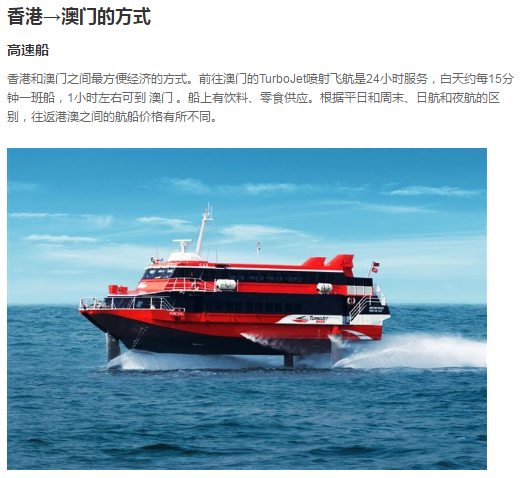 香港→澳门的方式
高速船
香港和澳门之间最方便经济的方式。前往澳门的TurboJet喷射飞航是24小时服务，白天约每15分
钟一班船，1小时左右可到 澳门 。船上有饮料、零食供应。根据平日和周末、日航和夜航的区
别，往返港澳之间的航船价格有所不同。
TURBOJET